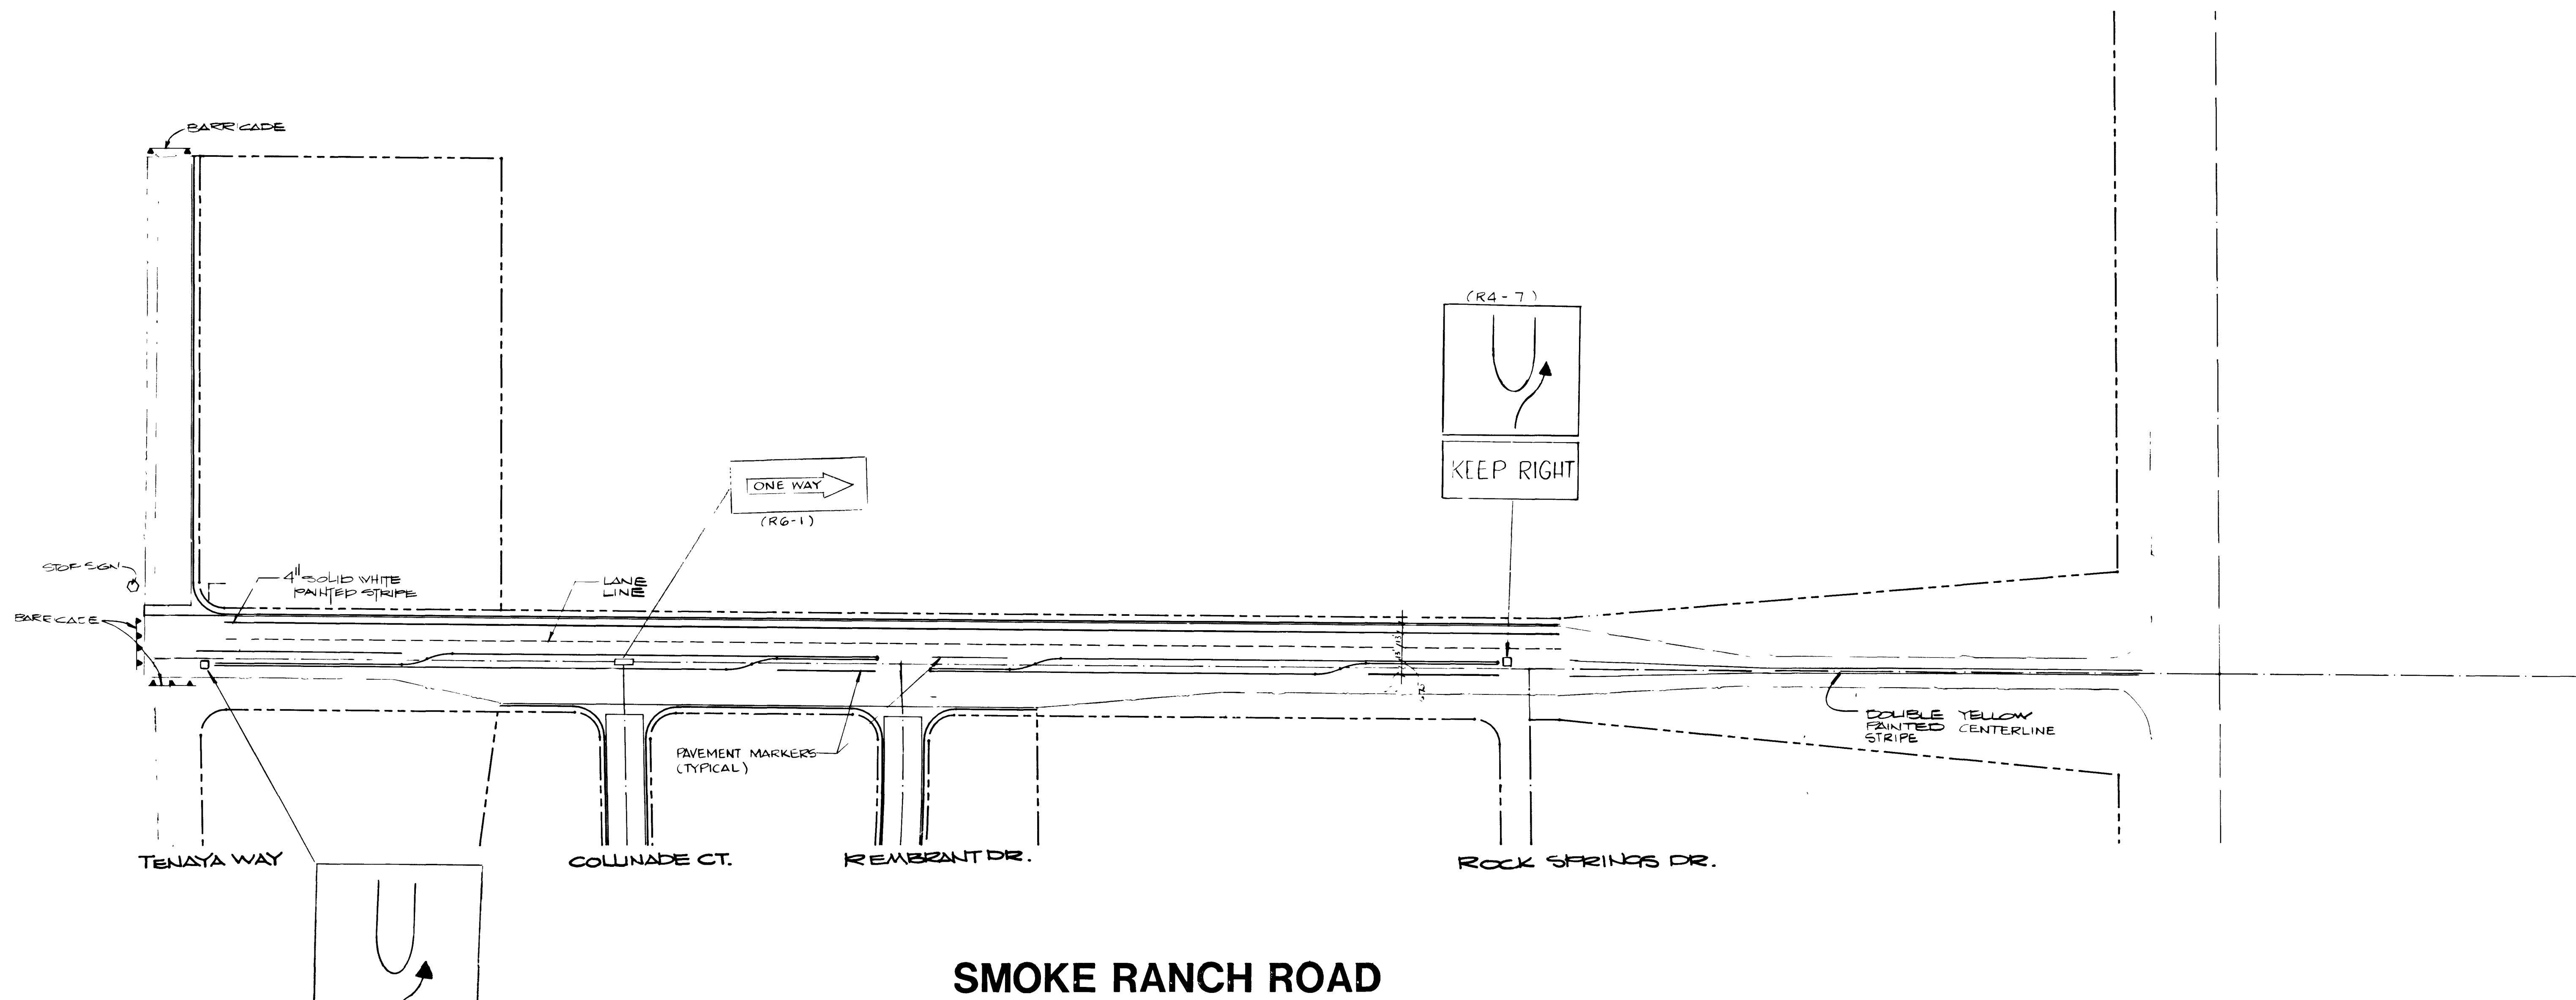 BARRICADE
(R4-7)
KEEP RIGHT
ONE WAY
(R6-1)
STOP SIGN
4" SOLID WHITE
PAINTED STRIPE
LANE
LINE
BARRICADE
13'
13'
DOUBLE YELLOW
PAINTED CENTERLINE
STRIPE
PAVEMENT MARKERS
(TYPICAL)
TENAYA WAY
COLLINADE CT.
REMBRANT DR.
ROCK SPRINGS DR.
SMOKE RANCH ROAD